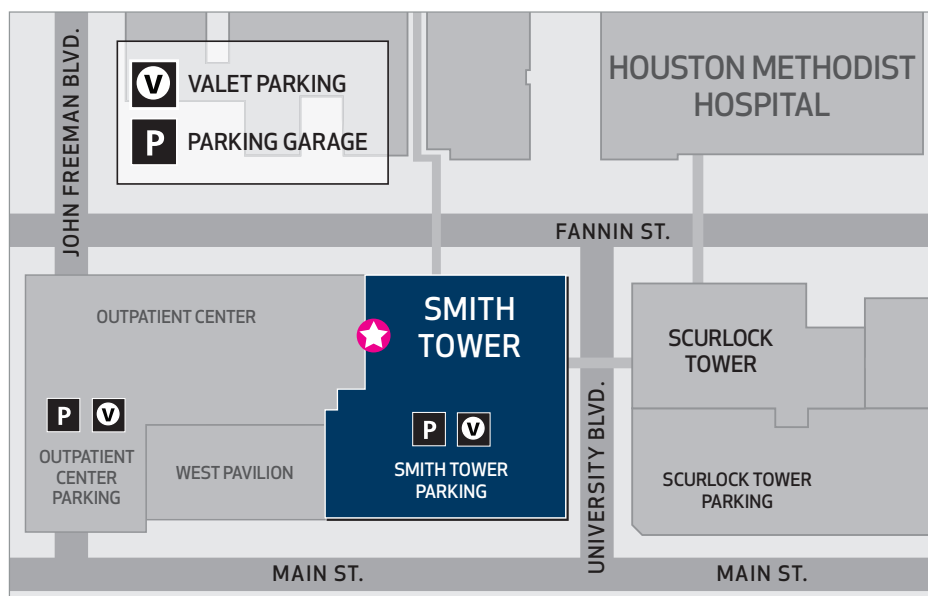 JOHN FREEMAN BLVD.
V VALET PARKING
P PARKING GARAGE
HOUSTON METHODIST
HOSPITAL
FANNIN ST.
OUTPATIENT CENTER
SMITH
TOWER
SCURLOCK
TOWER
P V
OUTPATIENT
CENTER
PARKING
WEST PAVILION
P V
SMITH TOWER
PARKING
UNIVERSITY BLVD.
SCURLOCK TOWER
PARKING
MAIN ST.
MAIN ST.